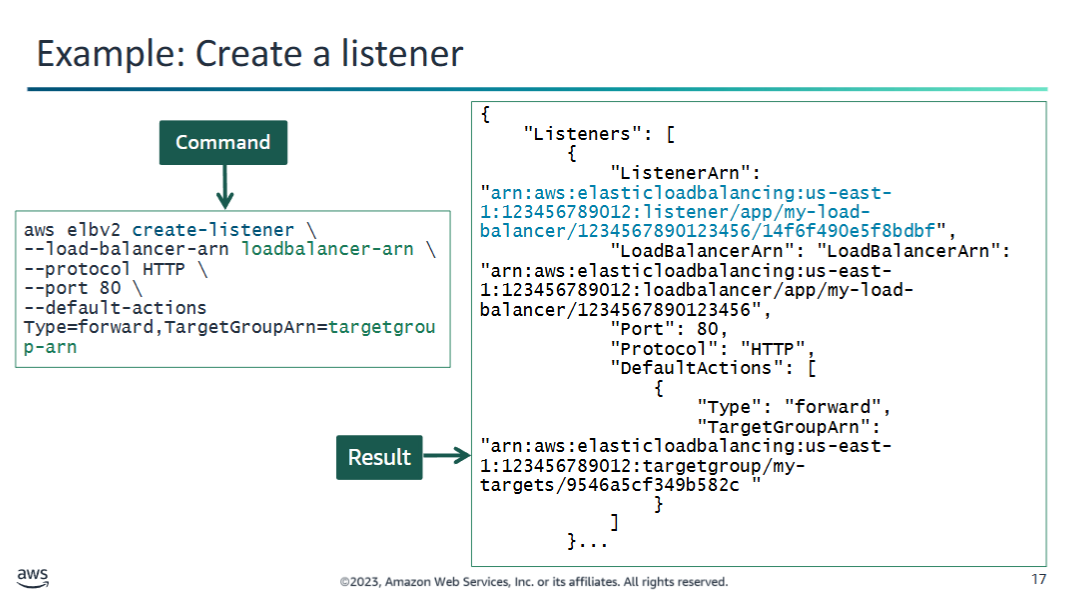 Example: Create a listener
Command
aws elbv2 create-listener \
--load-balancer-arn loadbalancer-arn \
--protocol HTTP \
--port 80 \
--default-actions
Type=forward,TargetGroupArn=targetgrou
p-arn
Result
{
"Listeners": [
{
"ListenerArn":
"arn:aws:elasticloadbalancing:us-east-
1:123456789012:listener/app/my-load-
balancer/1234567890123456/14f6f490e5f8bdbf",
"LoadBalancerArn": "LoadBalancerArn":
"arn:aws:elasticloadbalancing:us-east-
1:123456789012:loadbalancer/app/my-load-
balancer/1234567890123456",
"Port": 80,
"Protocol": "HTTP",
"DefaultActions": [
{
"Type": "forward",
"TargetGroupArn":
"arn:aws:elasticloadbalancing:us-east-
1:123456789012:targetgroup/my-
targets/9546a5cf349b582c "
}
]
}...
aws
©2023, Amazon Web Services, Inc. or its affiliates. All rights reserved.
17